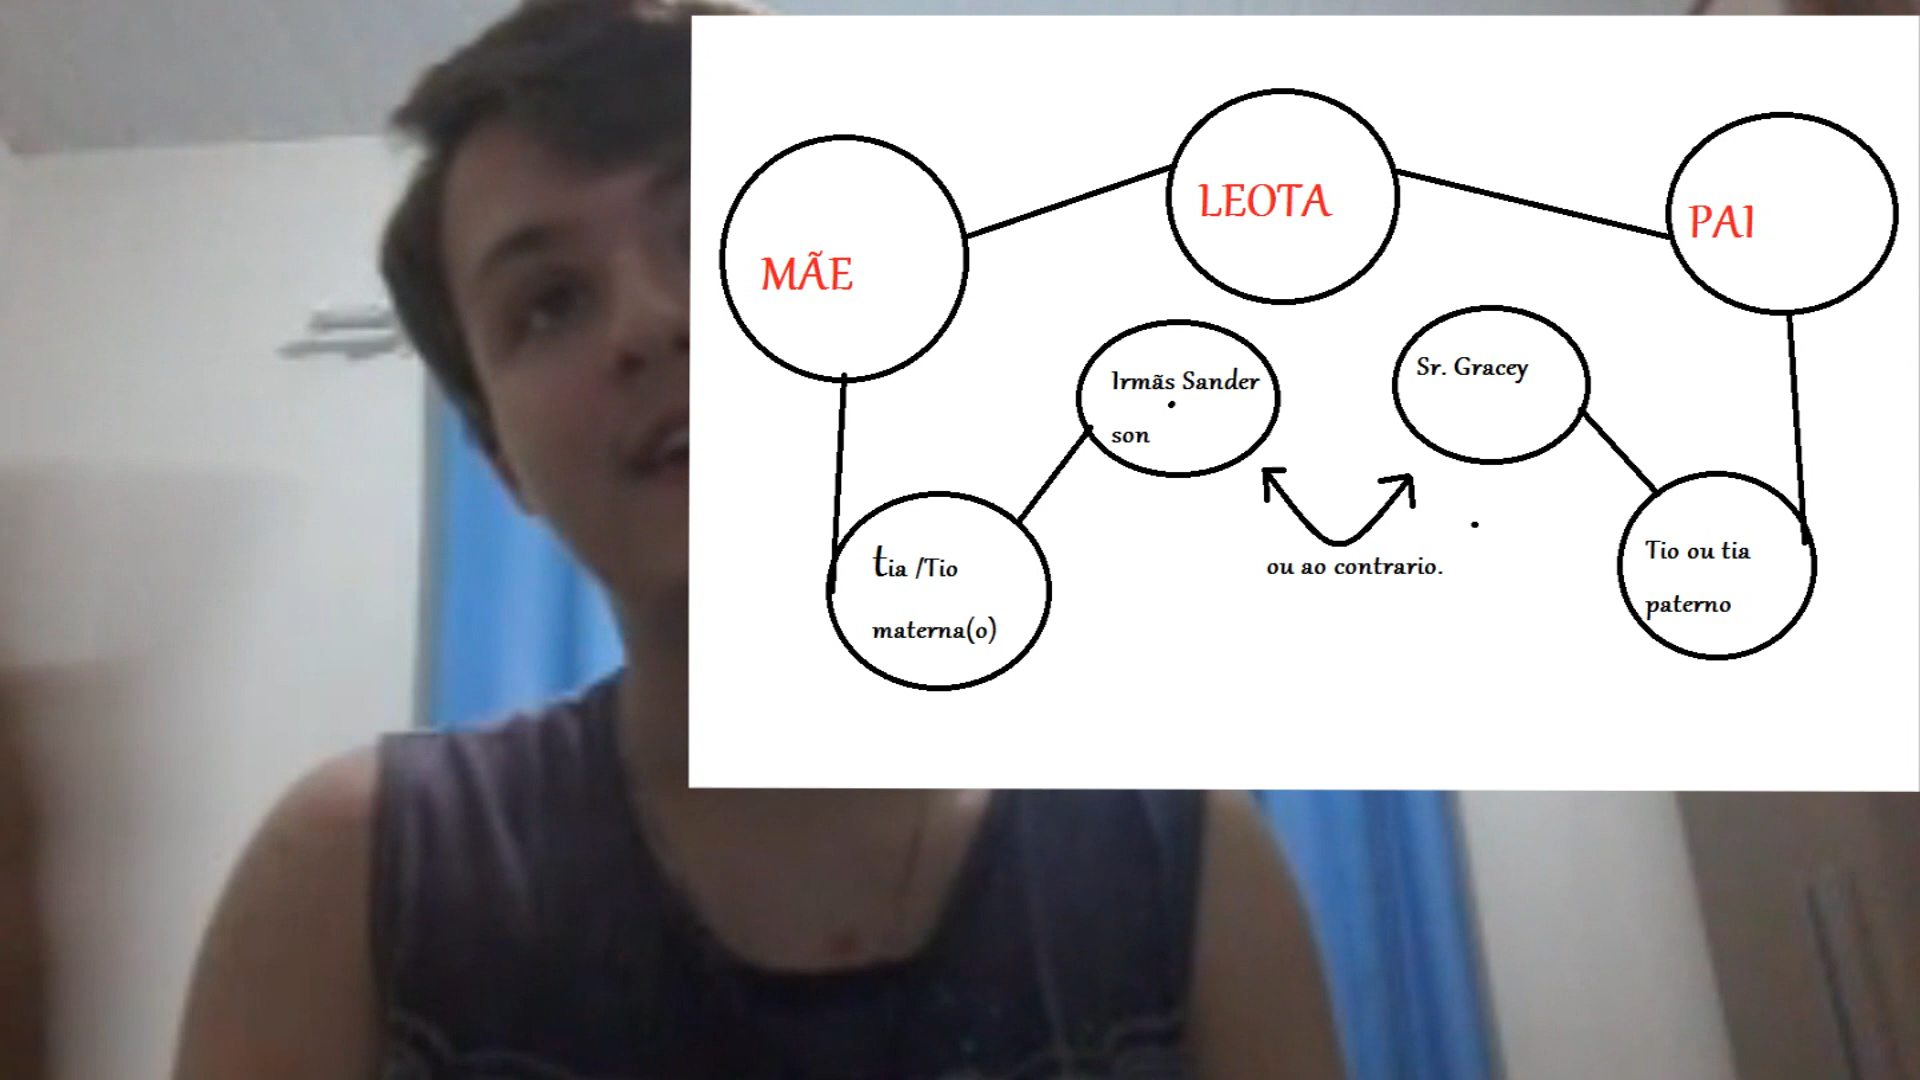 LEOTA
MÃE
PAI
Irmãs Sander
son
Sr. Gracey
tia /Tio
materna(o)
ou ao contrario.
Tio ou tia
paterno